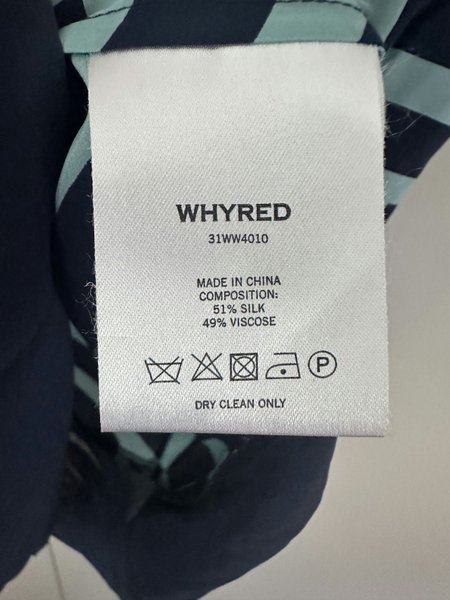 WHYRED
31WW4010
MADE IN CHINA
COMPOSITION:
51% SILK
49% VISCOSE
P
DRY CLEAN ONLY